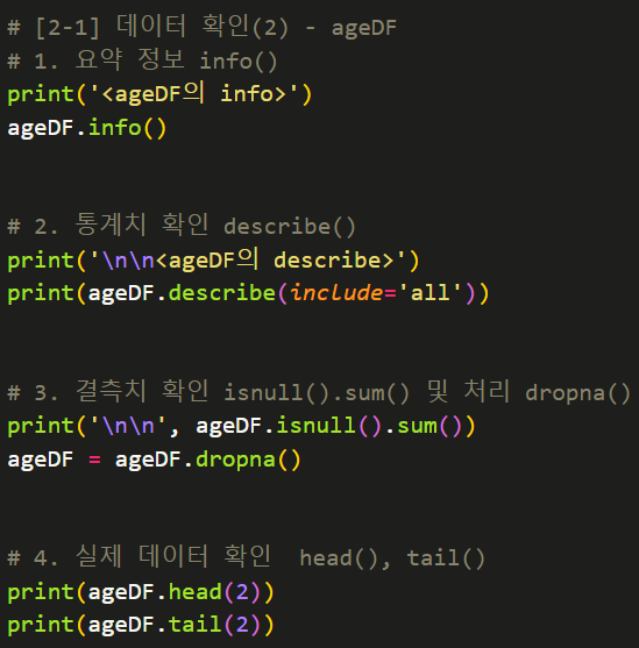 # [2-1] 데이터 확인(2) - ageDF
# 1. 요약 정보 info()
print('<ageDF의 info>')
ageDF.info()
# 2. 통계치 확인 describe()
print('\n\n<ageDF의 describe>')
print(ageDF.describe(include='all'))
# 3. 결측치 확인 isnull().sum() 및 처리 dropna()
print('\n\n', ageDF.isnull().sum())
ageDF = ageDF.dropna()
# 4. 실제 데이터 확인  head(), tail()
print(ageDF.head(2))
print(ageDF.tail(2))